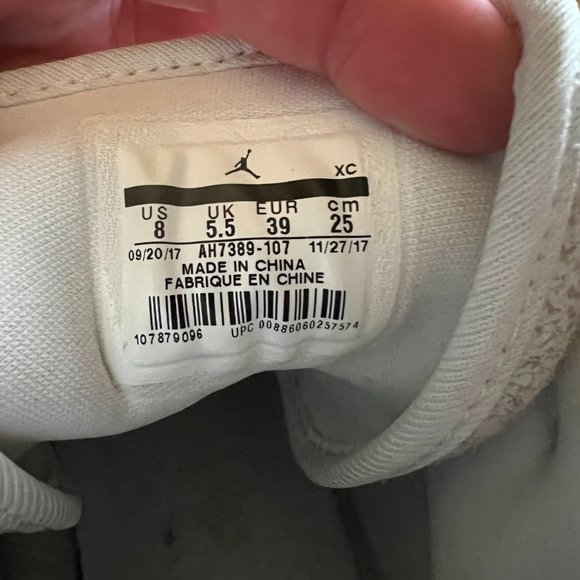 XC
US UK EUR cm
8 5.5 39 25
09/20/17 AH7389-107 11/27/17
MADE IN CHINA
FABRIQUE EN CHINE
107879096 UPC 00886060257574